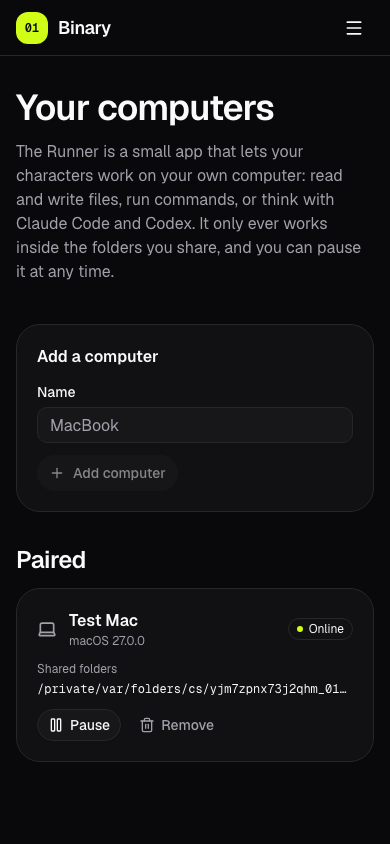 01 Binary
Your computers
The Runner is a small app that lets your
characters work on your own computer: read
and write files, run commands, or think with
Claude Code and Codex. It only ever works
inside the folders you share, and you can pause
it at any time.
Add a computer
Name
MacBook
Add computer
Paired
Test Mac
macOS 27.0.0
Online
Shared folders
/private/var/folders/cs/yjm7zpnx73j2qhm_01…
Pause Remove